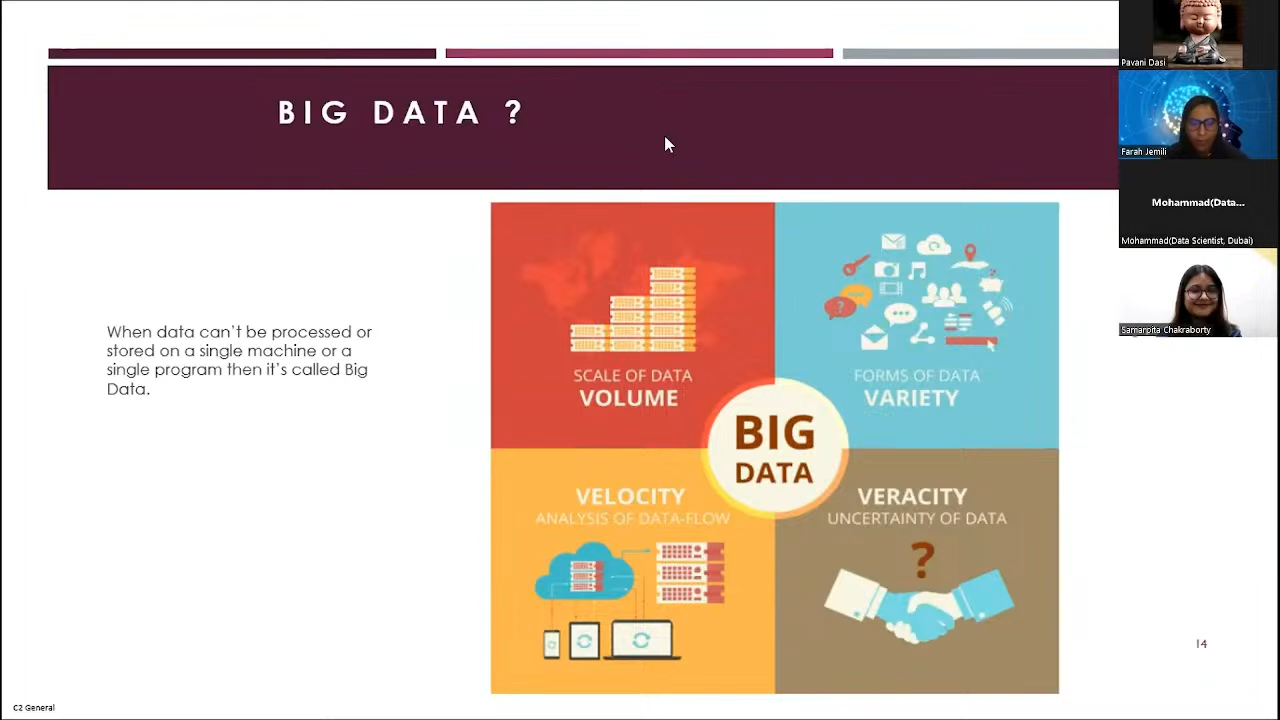 BIG DATA ?
When data can't be processed or
stored on a single machine or a
single program then it's called Big
Data.
SCALE OF DATA
VOLUME
FORMS OF DATA
VARIETY
BIG
DATA
VELOCITY
ANALYSIS OF DATA-FLOW
VERACITY
UNCERTAINTY OF DATA
?
?
14
C2 General
Pavani Dasi
Farah Jemili
Mohammad(Data...
Mohammad(Data Scientist, Dubai)
Samarpita Chakraborty